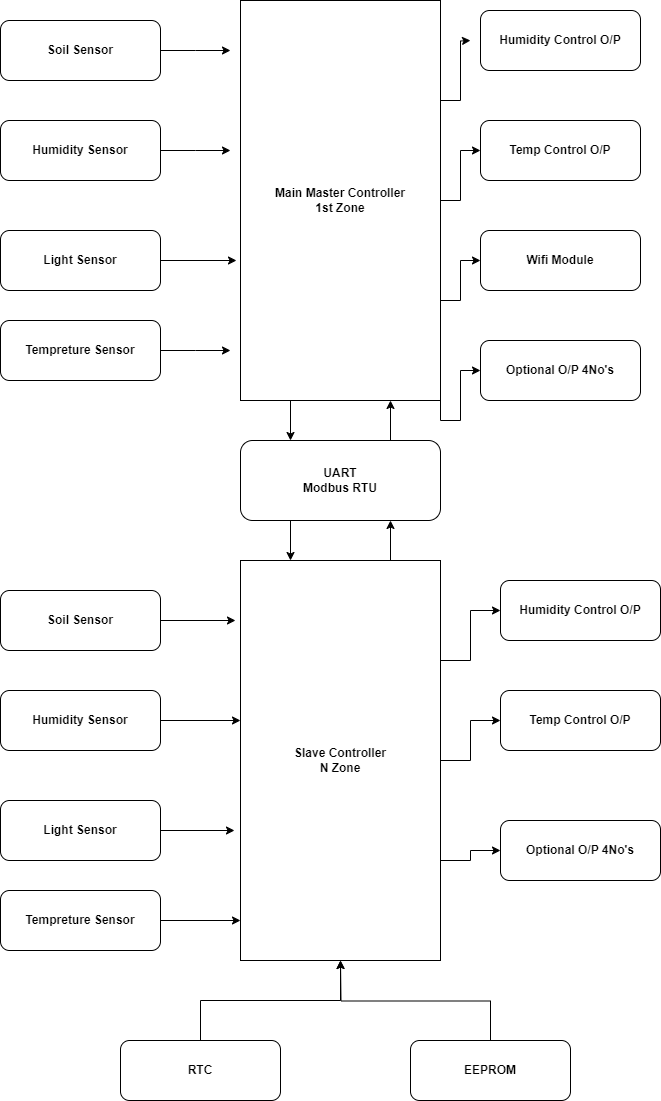 Soil Sensor
Humidity Control O/P
Humidity Sensor
Temp Control O/P
Main Master Controller
1st Zone
Light Sensor
Wifi Module
Tempreture Sensor
Optional O/P 4No's
UART
Modbus RTU
Soil Sensor
Humidity Control O/P
Humidity Sensor
Temp Control O/P
Slave Controller
N Zone
Light Sensor
Optional O/P 4No's
Tempreture Sensor
RTC
EEPROM